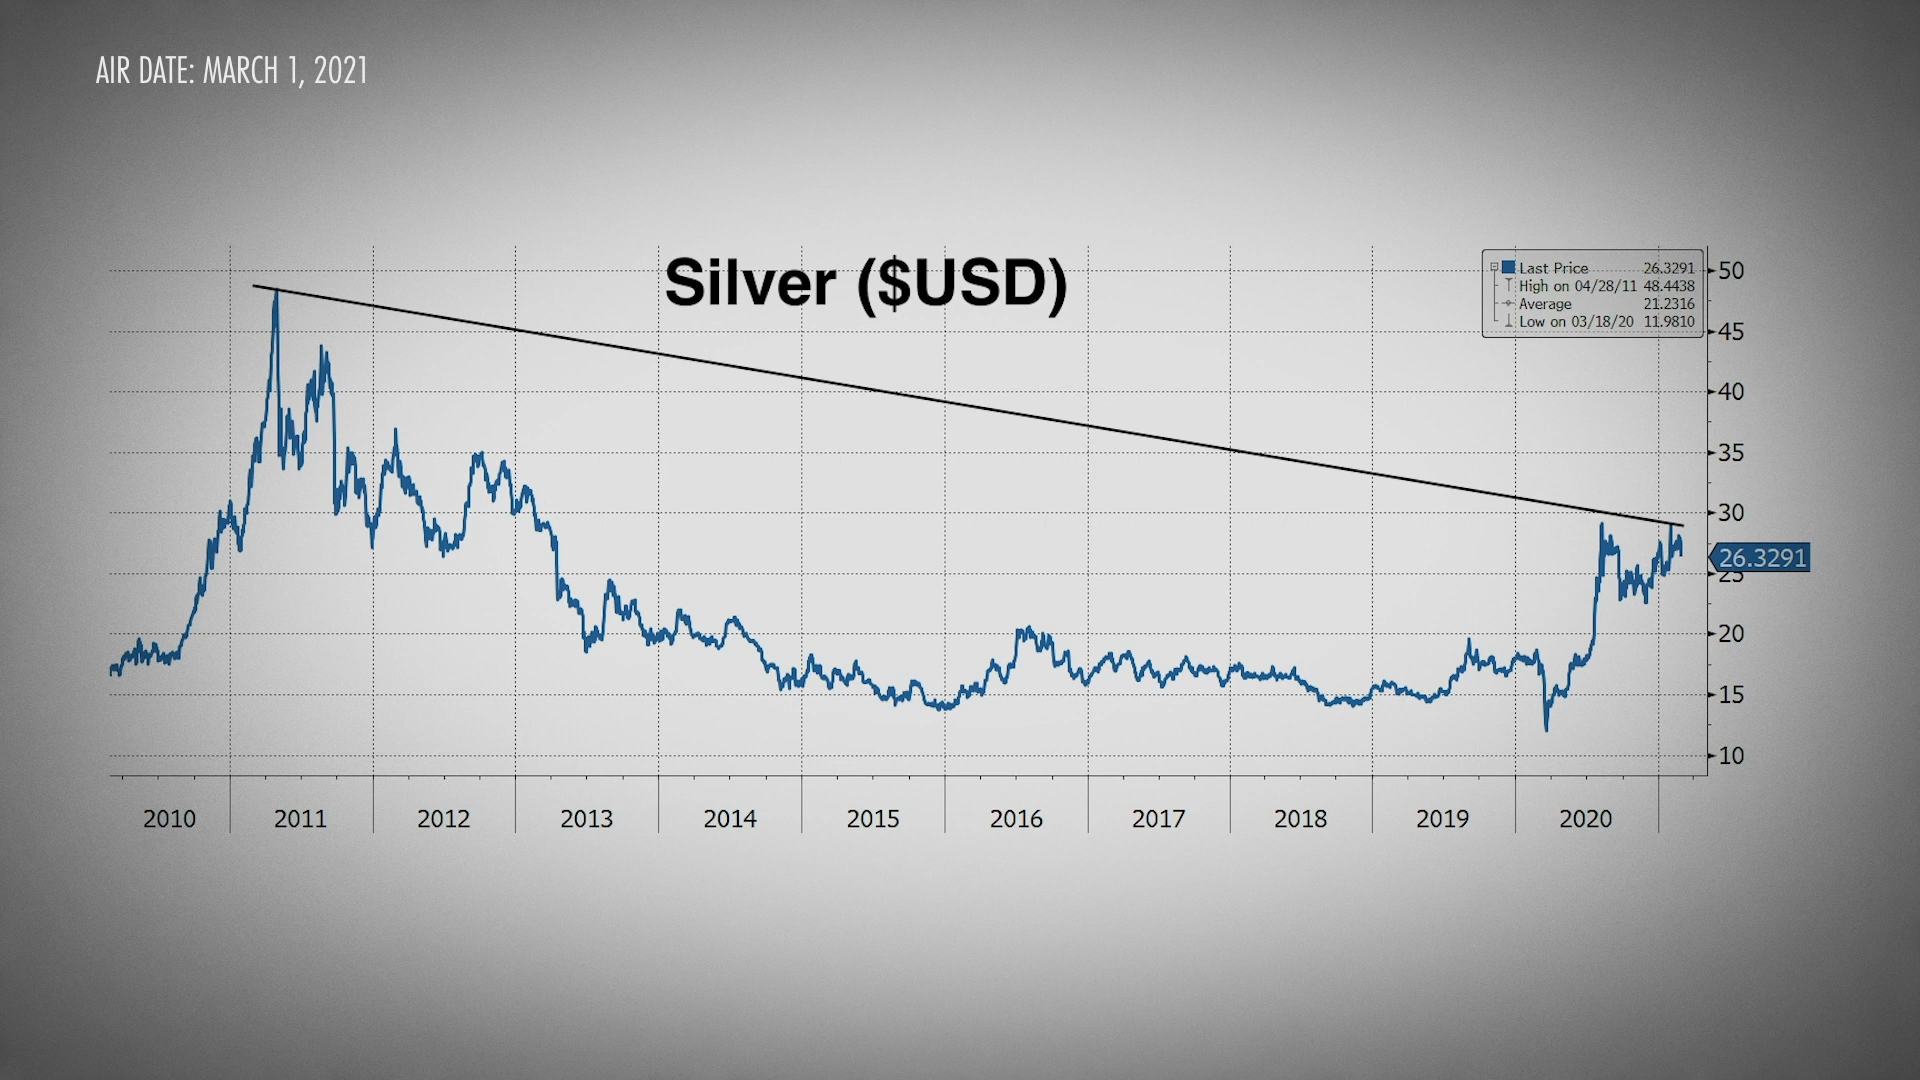 AIR DATE: MARCH 1, 2021
Silver ($USD)
Last Price 26.3291
High on 04/28/11 48.4438
Average 21.2316
Low on 03/18/20 11.9810
50
45
40
35
30
26.3291
25
20
15
10
2010 2011 2012 2013 2014 2015 2016 2017 2018 2019 2020